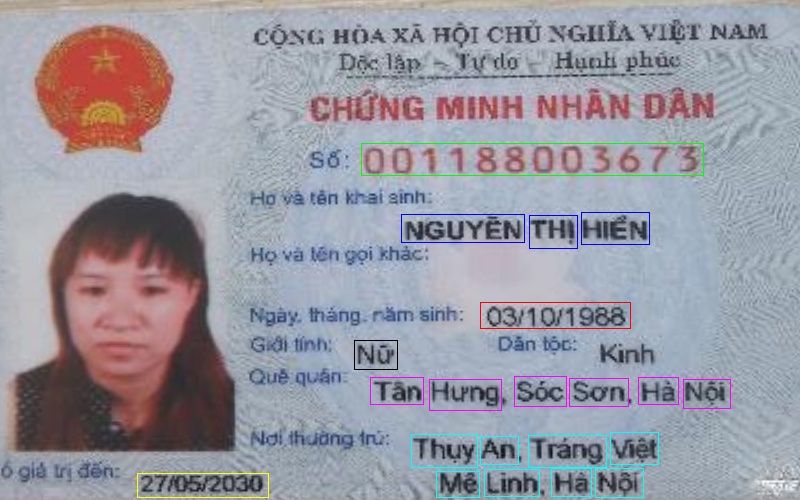 CỘNG HÒA XÃ HỘI CHỦ NGHĨA VIỆT NAM
Độc lập - Tự do - Hạnh phúc
CHỨNG MINH NHÂN DÂN
Số: 001188003673
Họ và tên khai sinh:
NGUYỄN THỊ HIỀN
Họ và tên gọi khác:
Ngày, tháng, năm sinh: 03/10/1988
Giới tính: Nữ Dân tộc: Kinh
Quê quán: Tân Hưng, Sóc Sơn, Hà Nội
Nơi thường trú: Thụy An, Tráng Việt
Mê Linh, Hà Nội
ó giá trị đến: 27/05/2030